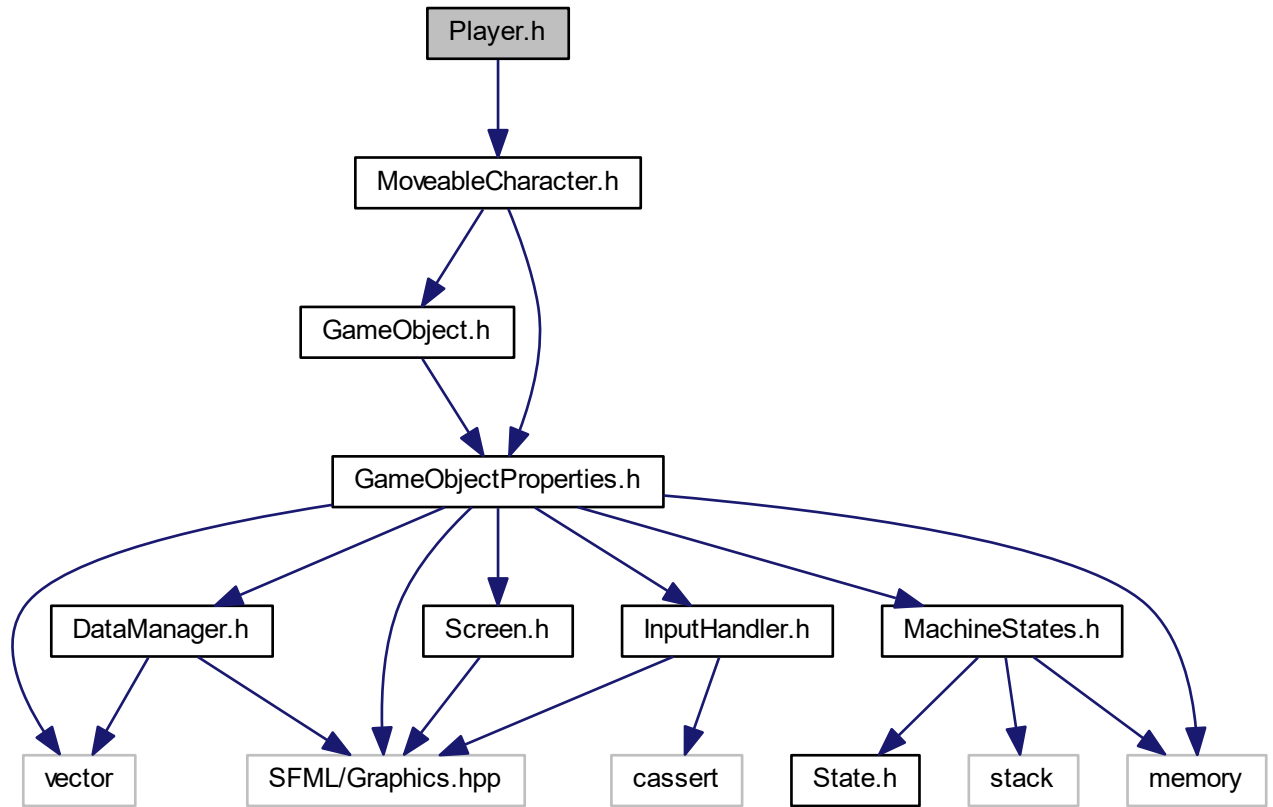 Player.h
MoveableCharacter.h
GameObject.h
GameObjectProperties.h
DataManager.h
Screen.h
InputHandler.h
MachineStates.h
vector
SFML/Graphics.hpp
cassert
State.h
stack
memory